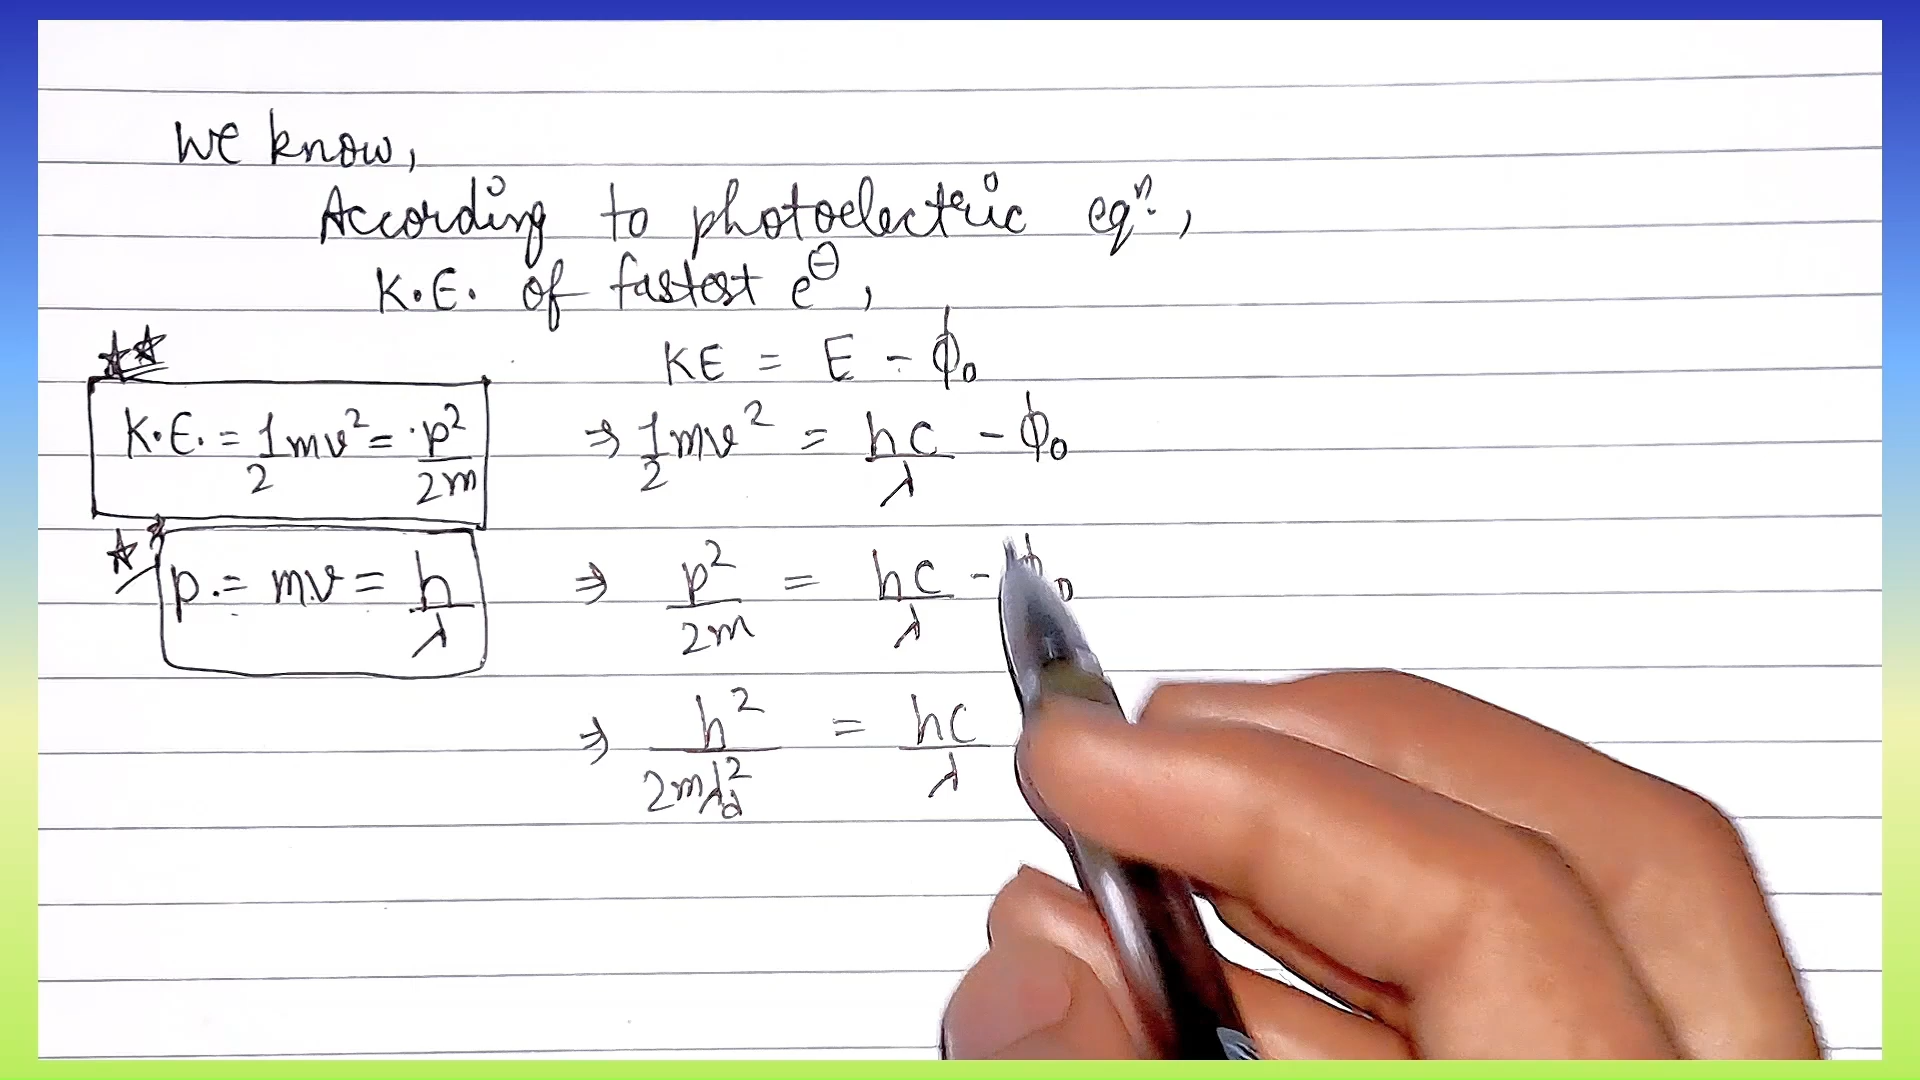 We know,
According to photoelectric eqⁿ.,
K.E. of fastest e⊖,
KE = E - ϕ₀
K.E. = 1/2 mv² = p²/2m
⇒ 1/2 mv² = hc/λ - ϕ₀
p = mv = h/λ
⇒ p²/2m = hc/λ - ϕ₀
⇒ h²/2mλd² = hc/λ